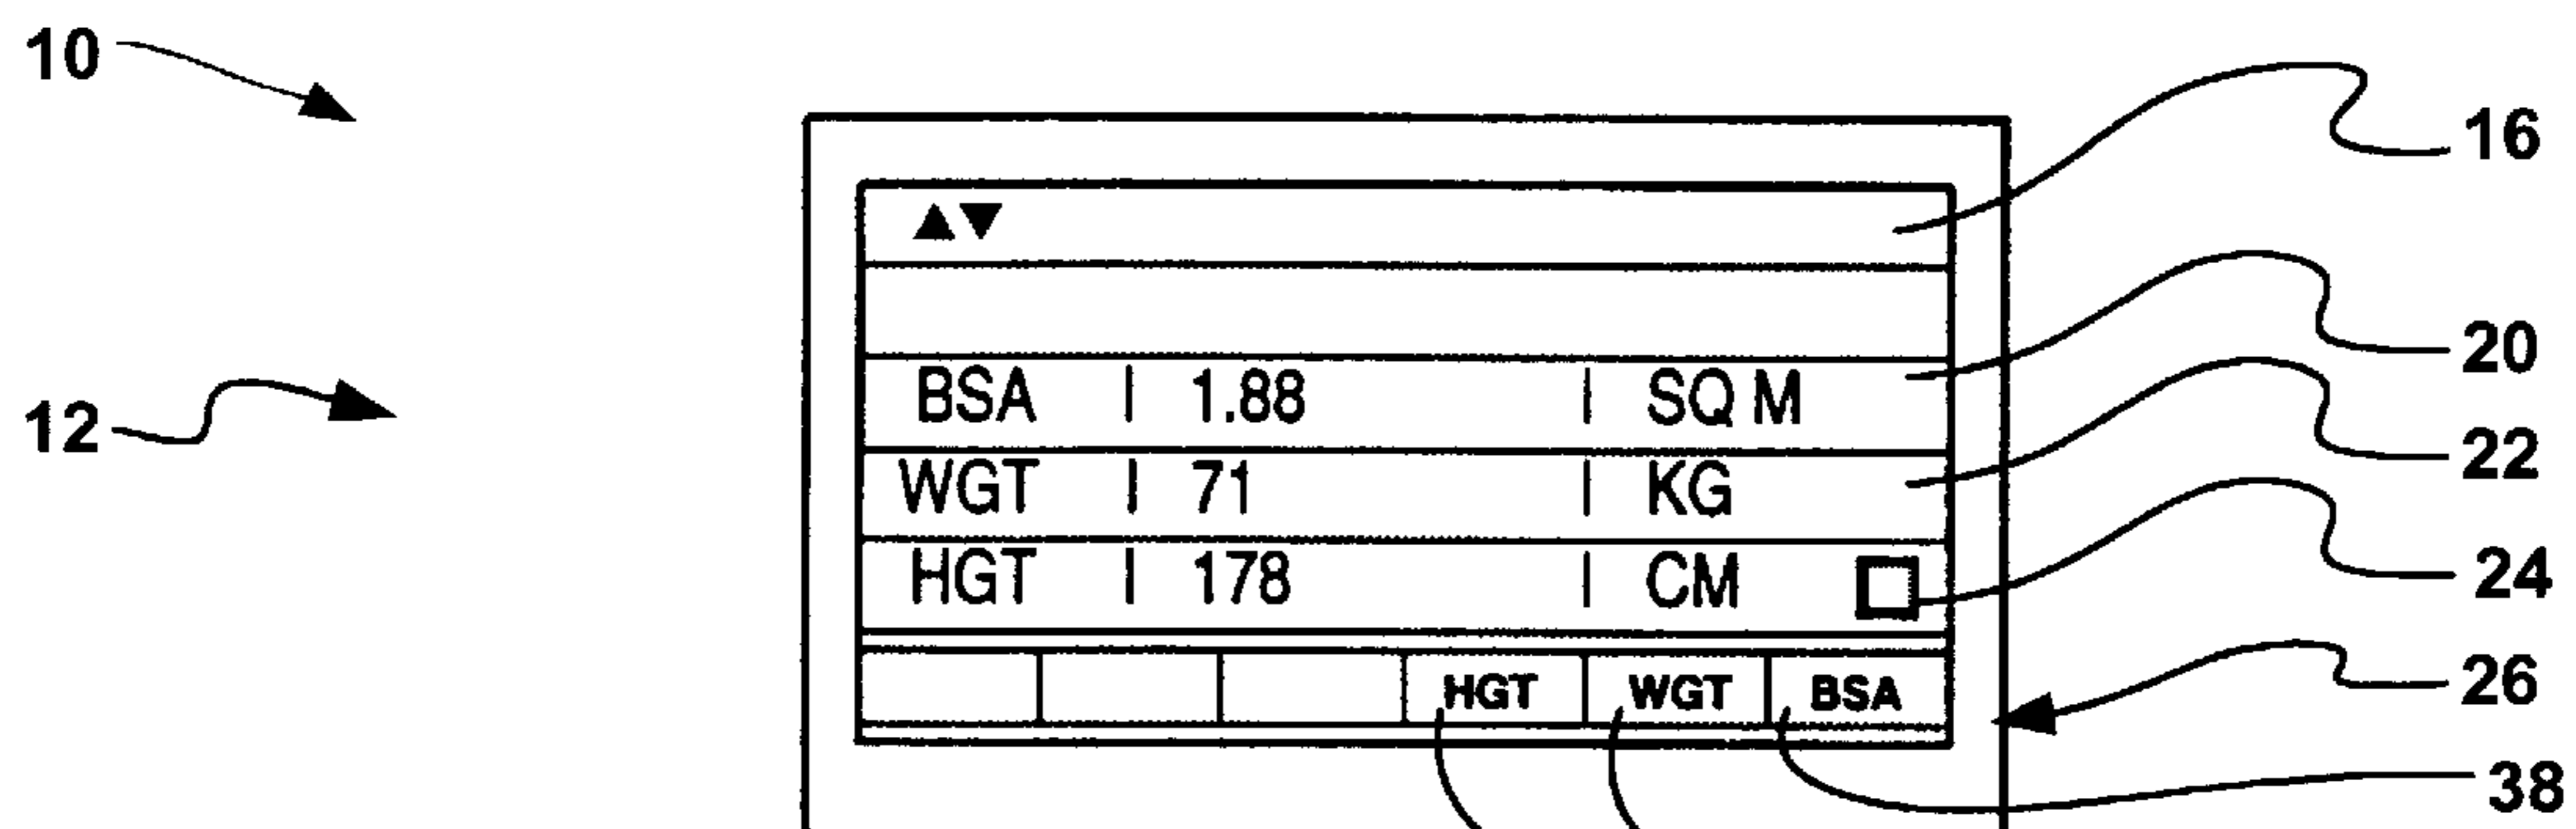 10
16
▲▼
20
BSA | 1.88 | SQ M
12
22
WGT | 71 | KG
24
HGT | 178 | CM
26
HGT WGT BSA
38